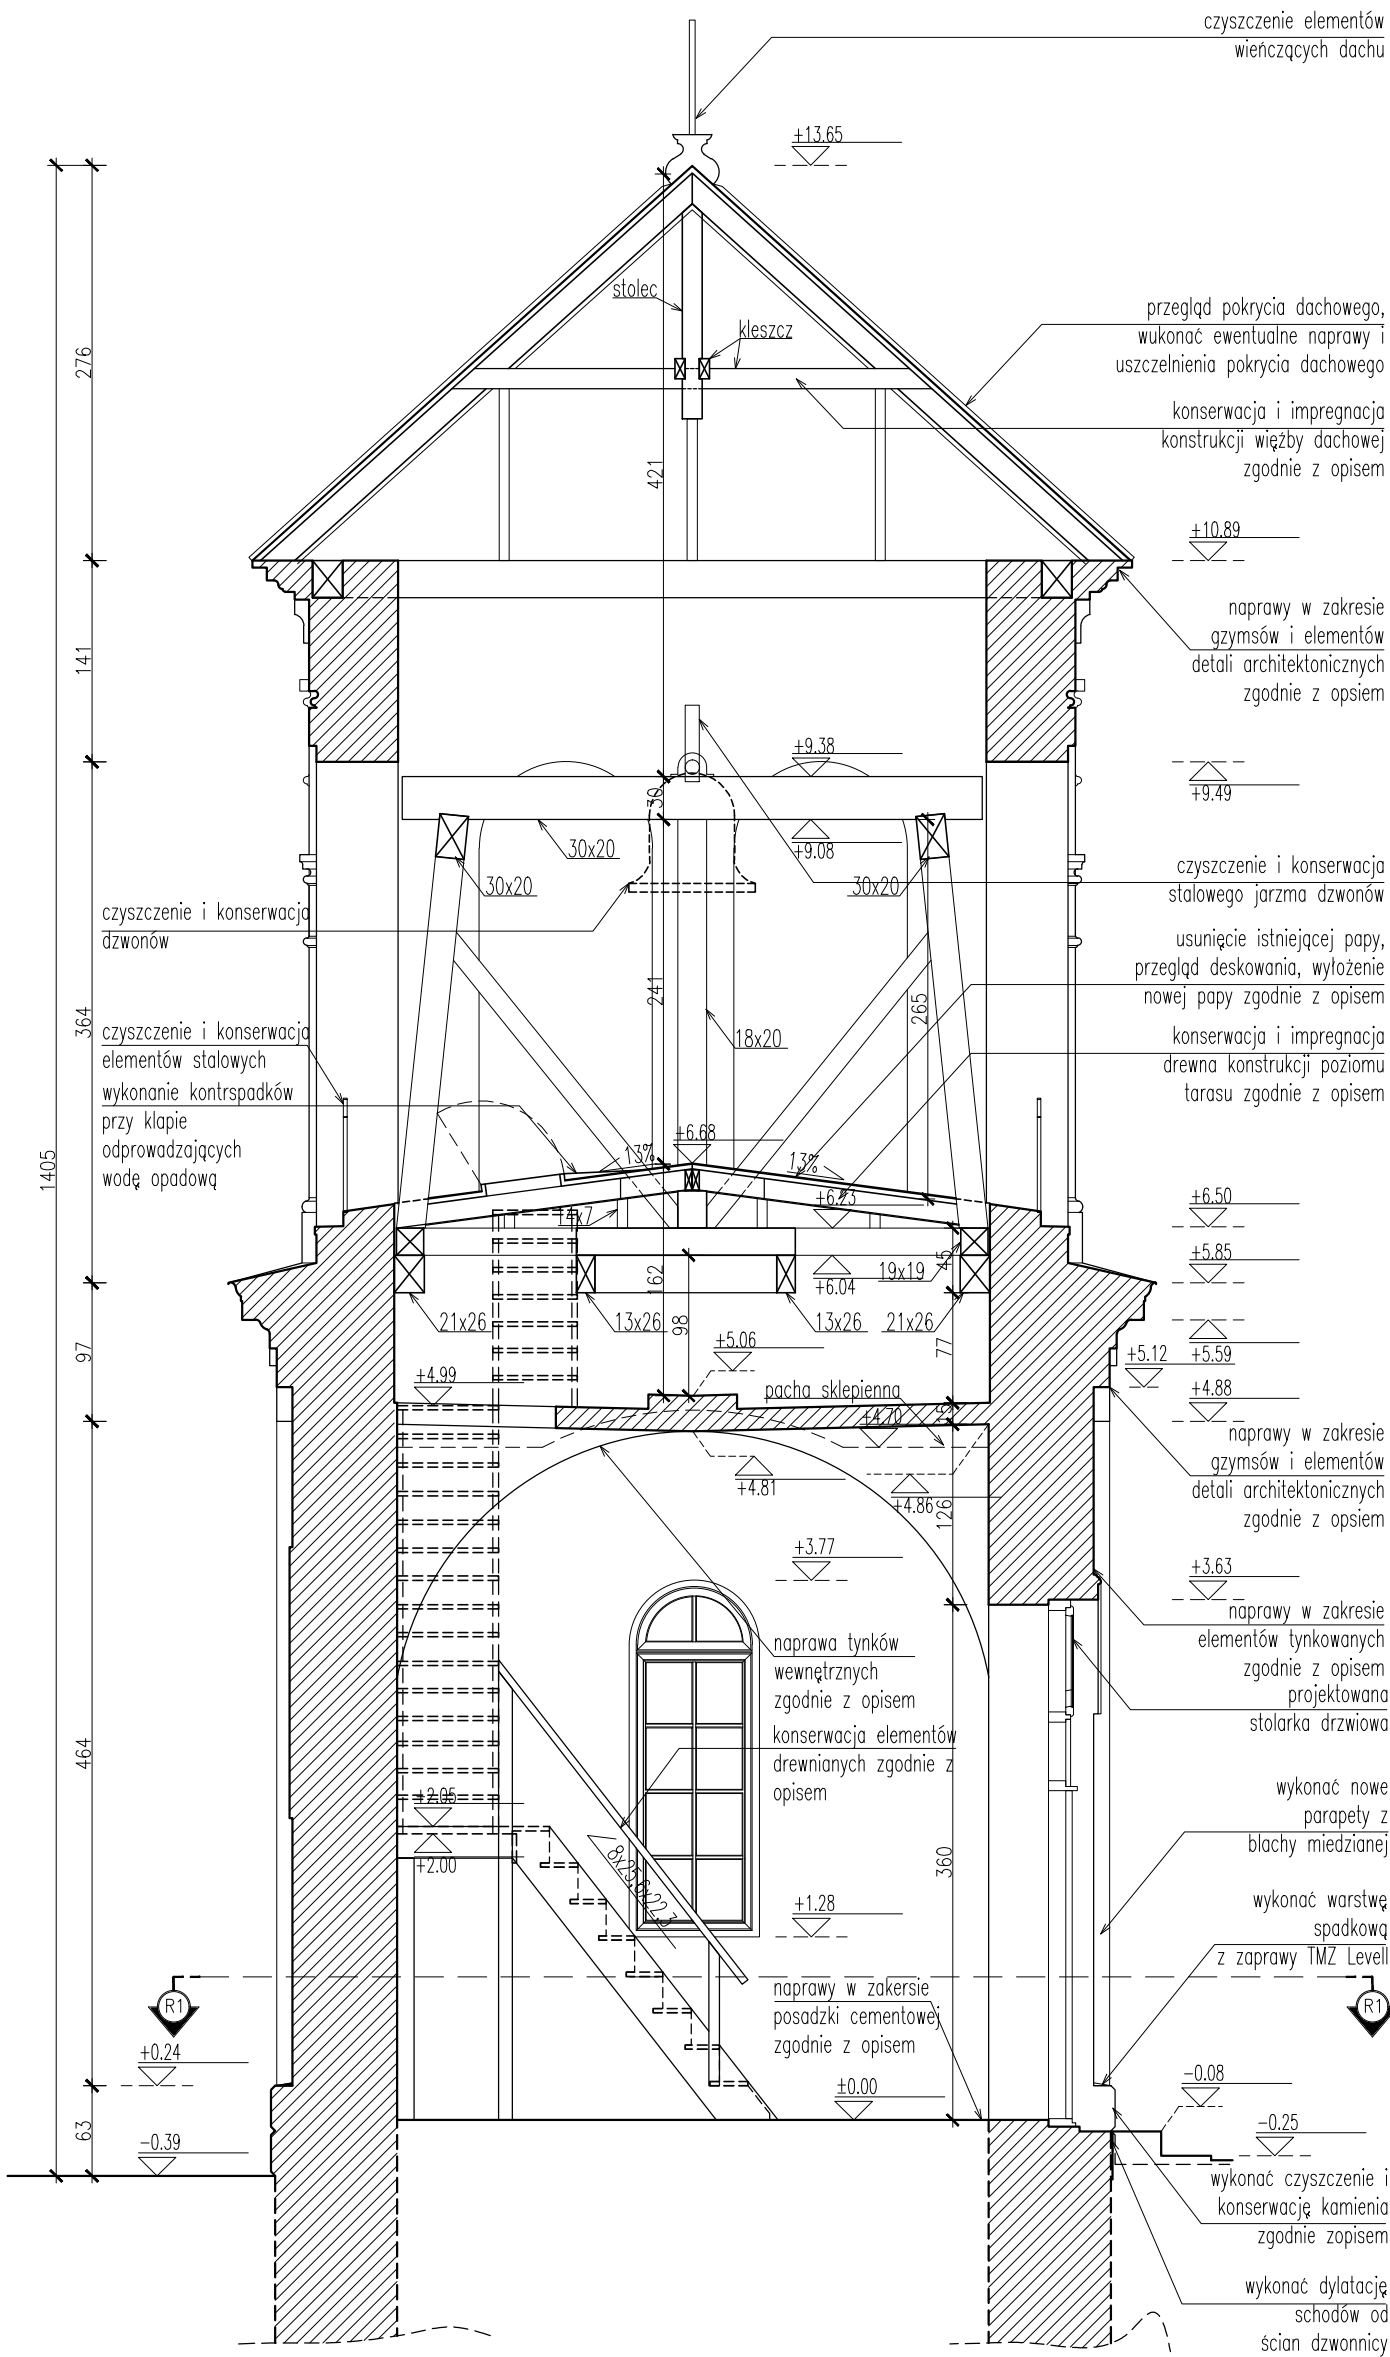 czyszczenie elementów
wieńczących dachu
+13.65
stolec
kleszcz
przegląd pokrycia dachowego,
wukonać ewentualne naprawy i
uszczelnienia pokrycia dachowego
276
konserwacja i impregnacja
konstrukcji więźby dachowej
zgodnie z opisem
421
+10.89
naprawy w zakresie
gzymsów i elementów
detali architektonicznych
zgodnie z opsiem
141
+9.38
+9.49
30
30x20
+9.08
30x20
30x20
czyszczenie i konserwacja
stalowego jarzma dzwonów
czyszczenie i konserwacja
dzwonów
usunięcie istniejącej papy,
przegląd deskowania, wyłożenie
nowej papy zgodnie z opisem
241
265
364
18x20
czyszczenie i konserwacja
elementów stalowych
konserwacja i impregnacja
drewna konstrukcji poziomu
tarasu zgodnie z opisem
wykonanie kontrspadków
przy klapie
odprowadzających
wodę opadową
1405
+6.68
13%
13%
+6.23
14x7
+6.50
+5.85
45
19x19
+6.04
162
98
21x26
13x26
13x26
21x26
77
97
+5.06
+5.12
+5.59
+4.99
pacha sklepienna
+4.88
15
+4.70
naprawy w zakresie
gzymsów i elementów
detali architektonicznych
zgodnie z opsiem
+4.81
+4.86
126
+3.77
+3.63
naprawy w zakresie
elementów tynkowanych
zgodnie z opisem
naprawa tynków
wewnętrznych
zgodnie z opisem
projektowana
stolarka drzwiowa
464
konserwacja elementów
drewnianych zgodnie z
opisem
wykonać nowe
parapety z
blachy miedzianej
+2.05
+2.00
8x25,6x22,3
360
+1.28
wykonać warstwę
spadkową
z zaprawy TMZ Levell
R1
R1
naprawy w zakersie
posadzki cementowej
zgodnie z opisem
+0.24
±0.00
-0.08
63
-0.39
-0.25
wykonać czyszczenie i
konserwację kamienia
zgodnie zopisem
wykonać dylatację
schodów od
ścian dzwonnicy